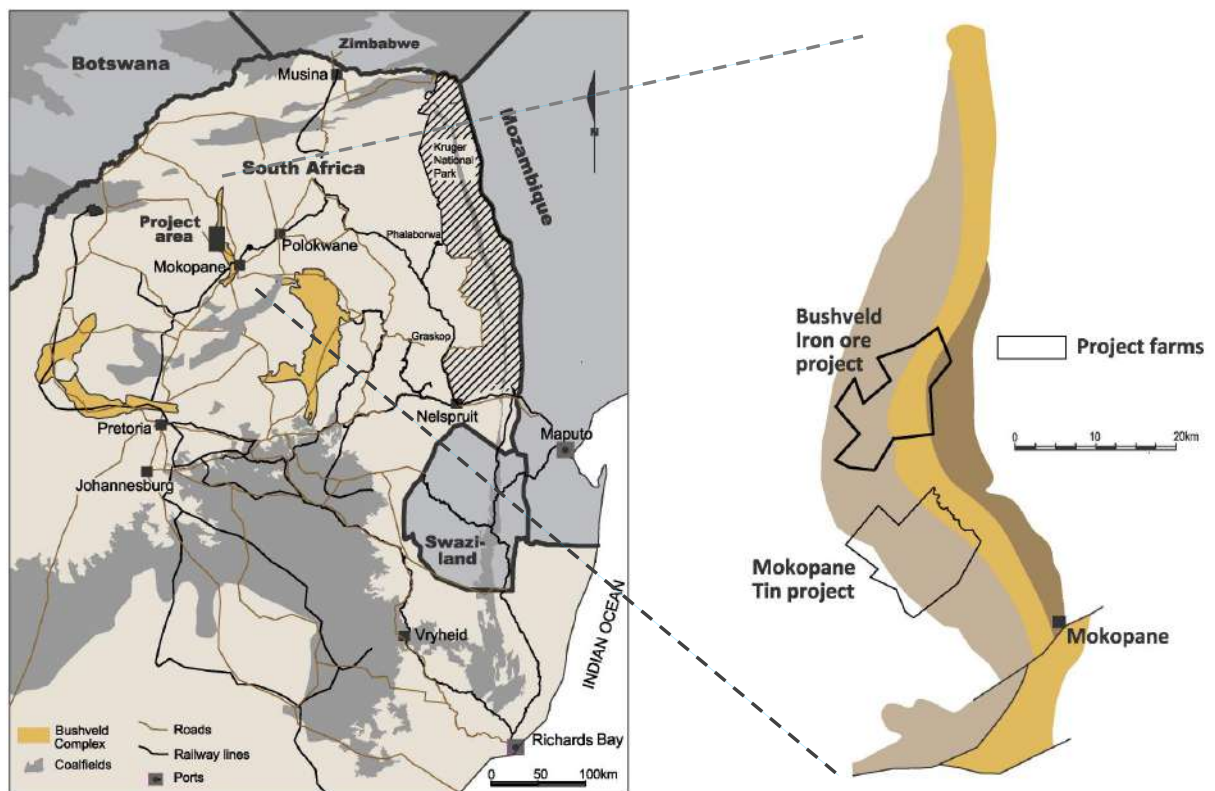 Zimbabwe
Botswana
Musina
Mozambique
N
Kruger
National
Park
South Africa
Project
area
Polokwane
Phalaborwa
Mokopane
Graskop
Nelspruit
Pretoria
Maputo
Johannesburg
Swazi-
land
INDIAN OCEAN
Vryheid
Richards Bay
Bushveld
Complex
Coalfields
Roads
Railway lines
Ports
0 50 100km
Bushveld
Iron ore
project
Project farms
0 10 20km
Mokopane
Tin project
Mokopane